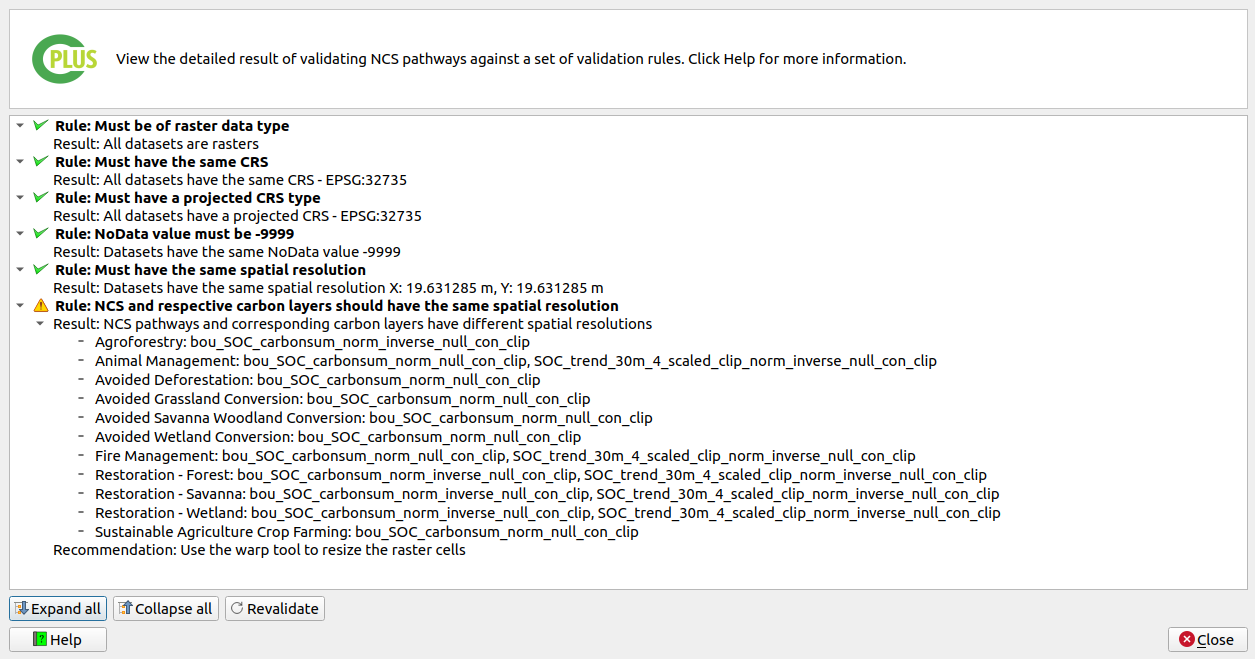 CPLUS
View the detailed result of validating NCS pathways against a set of validation rules. Click Help for more information.
Rule: Must be of raster data type
Result: All datasets are rasters
Rule: Must have the same CRS
Result: All datasets have the same CRS - EPSG:32735
Rule: Must have a projected CRS type
Result: All datasets have a projected CRS - EPSG:32735
Rule: NoData value must be -9999
Result: Datasets have the same NoData value -9999
Rule: Must have the same spatial resolution
Result: Datasets have the same spatial resolution X: 19.631285 m, Y: 19.631285 m
Rule: NCS and respective carbon layers should have the same spatial resolution
Result: NCS pathways and corresponding carbon layers have different spatial resolutions
Agroforestry: bou_SOC_carbonsum_norm_inverse_null_con_clip
Animal Management: bou_SOC_carbonsum_norm_null_con_clip, SOC_trend_30m_4_scaled_clip_norm_inverse_null_con_clip
Avoided Deforestation: bou_SOC_carbonsum_norm_null_con_clip
Avoided Grassland Conversion: bou_SOC_carbonsum_norm_null_con_clip
Avoided Savanna Woodland Conversion: bou_SOC_carbonsum_norm_null_con_clip
Avoided Wetland Conversion: bou_SOC_carbonsum_norm_null_con_clip
Fire Management: bou_SOC_carbonsum_norm_null_con_clip, SOC_trend_30m_4_scaled_clip_norm_inverse_null_con_clip
Restoration - Forest: bou_SOC_carbonsum_norm_inverse_null_con_clip, SOC_trend_30m_4_scaled_clip_norm_inverse_null_con_clip
Restoration - Savanna: bou_SOC_carbonsum_norm_inverse_null_con_clip, SOC_trend_30m_4_scaled_clip_norm_inverse_null_con_clip
Restoration - Wetland: bou_SOC_carbonsum_norm_inverse_null_con_clip, SOC_trend_30m_4_scaled_clip_norm_inverse_null_con_clip
Sustainable Agriculture Crop Farming: bou_SOC_carbonsum_norm_null_con_clip
Recommendation: Use the warp tool to resize the raster cells
Expand all Collapse all Revalidate
Help Close